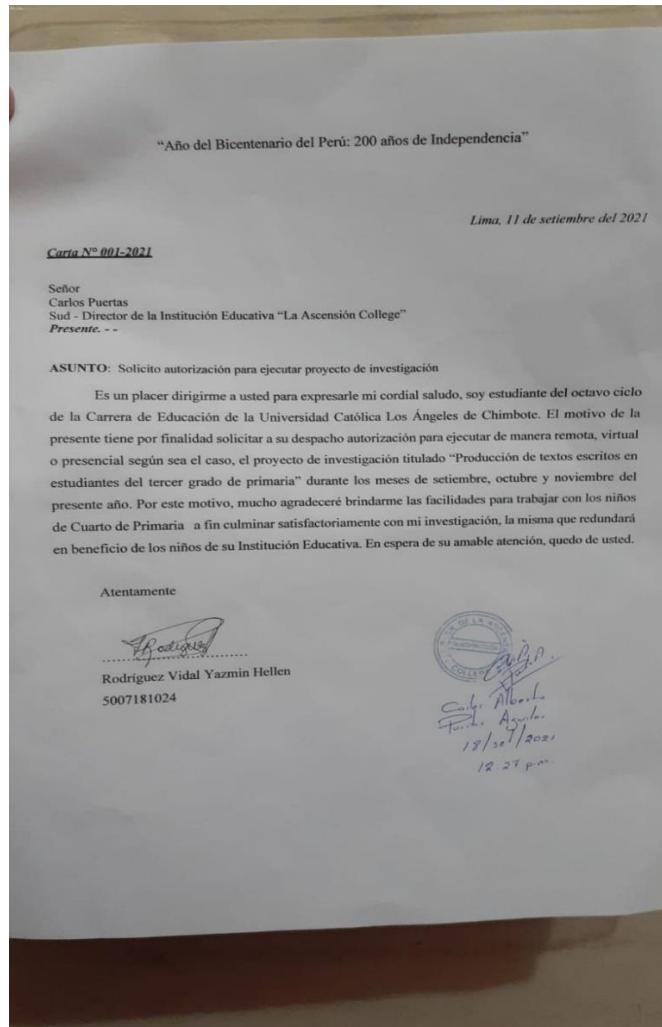 “Año del Bicentenario del Perú: 200 años de Independencia”
Lima, 11 de setiembre del 2021
Carta Nº 001-2021
Señor
Carlos Puertas
Sud - Director de la Institución Educativa “La Ascensión College”
Presente. - -
ASUNTO: Solicito autorización para ejecutar proyecto de investigación
Es un placer dirigirme a usted para expresarle mi cordial saludo, soy estudiante del octavo ciclo
de la Carrera de Educación de la Universidad Católica Los Ángeles de Chimbote. El motivo de la
presente tiene por finalidad solicitar a su despacho autorización para ejecutar de manera remota, virtual
o presencial según sea el caso, el proyecto de investigación titulado “Producción de textos escritos en
estudiantes del tercer grado de primaria” durante los meses de setiembre, octubre y noviembre del
presente año. Por este motivo, mucho agradeceré brindarme las facilidades para trabajar con los niños
de Cuarto de Primaria a fin culminar satisfactoriamente con mi investigación, la misma que redundará
en beneficio de los niños de su Institución Educativa. En espera de su amable atención, quedo de usted.
Atentamente
Rodríguez Vidal Yazmin Hellen
5007181024
DE LA
COLLEGE
Carlos Alberto
Aguilar
18/set/2021
12:27 p.m.